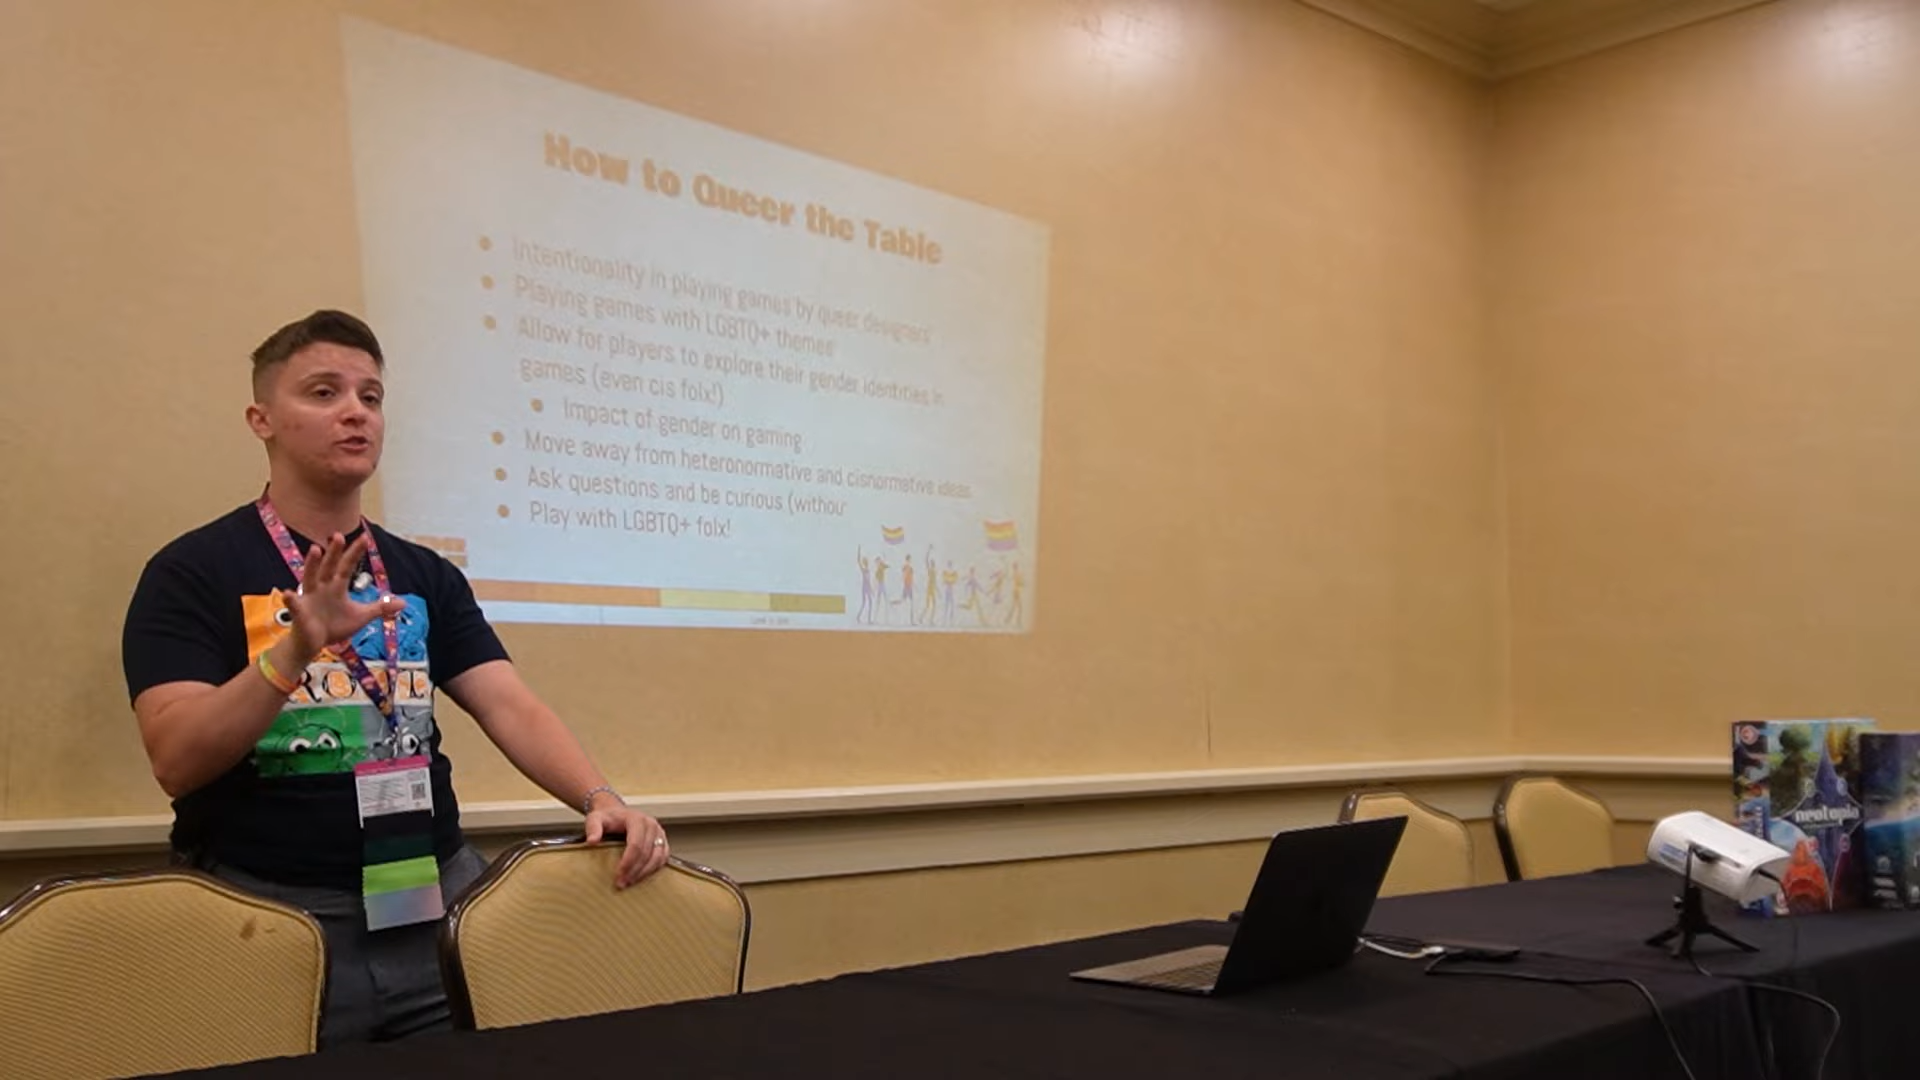 How to Queer the Table
Intentionality in playing games by queer designers
Playing games with LGBTQ+ themes
Allow for players to explore their gender identities in
games (even cis folx!)
Impact of gender on gaming
Move away from heteronormative and cisnormative ideas
Ask questions and be curious (withou
Play with LGBTQ+ folx!
neotopia